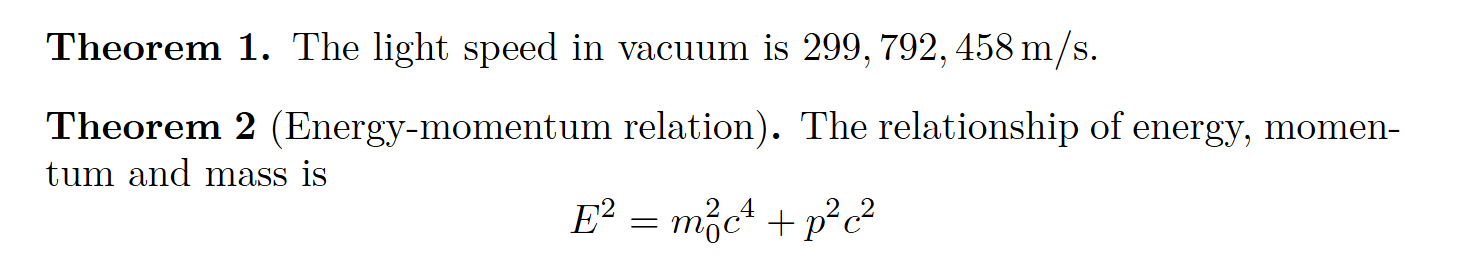 Theorem 1. The light speed in vacuum is 299, 792, 458 m/s.
Theorem 2 (Energy-momentum relation). The relationship of energy, momen-
tum and mass is
E² = m₀²c⁴ + p²c²